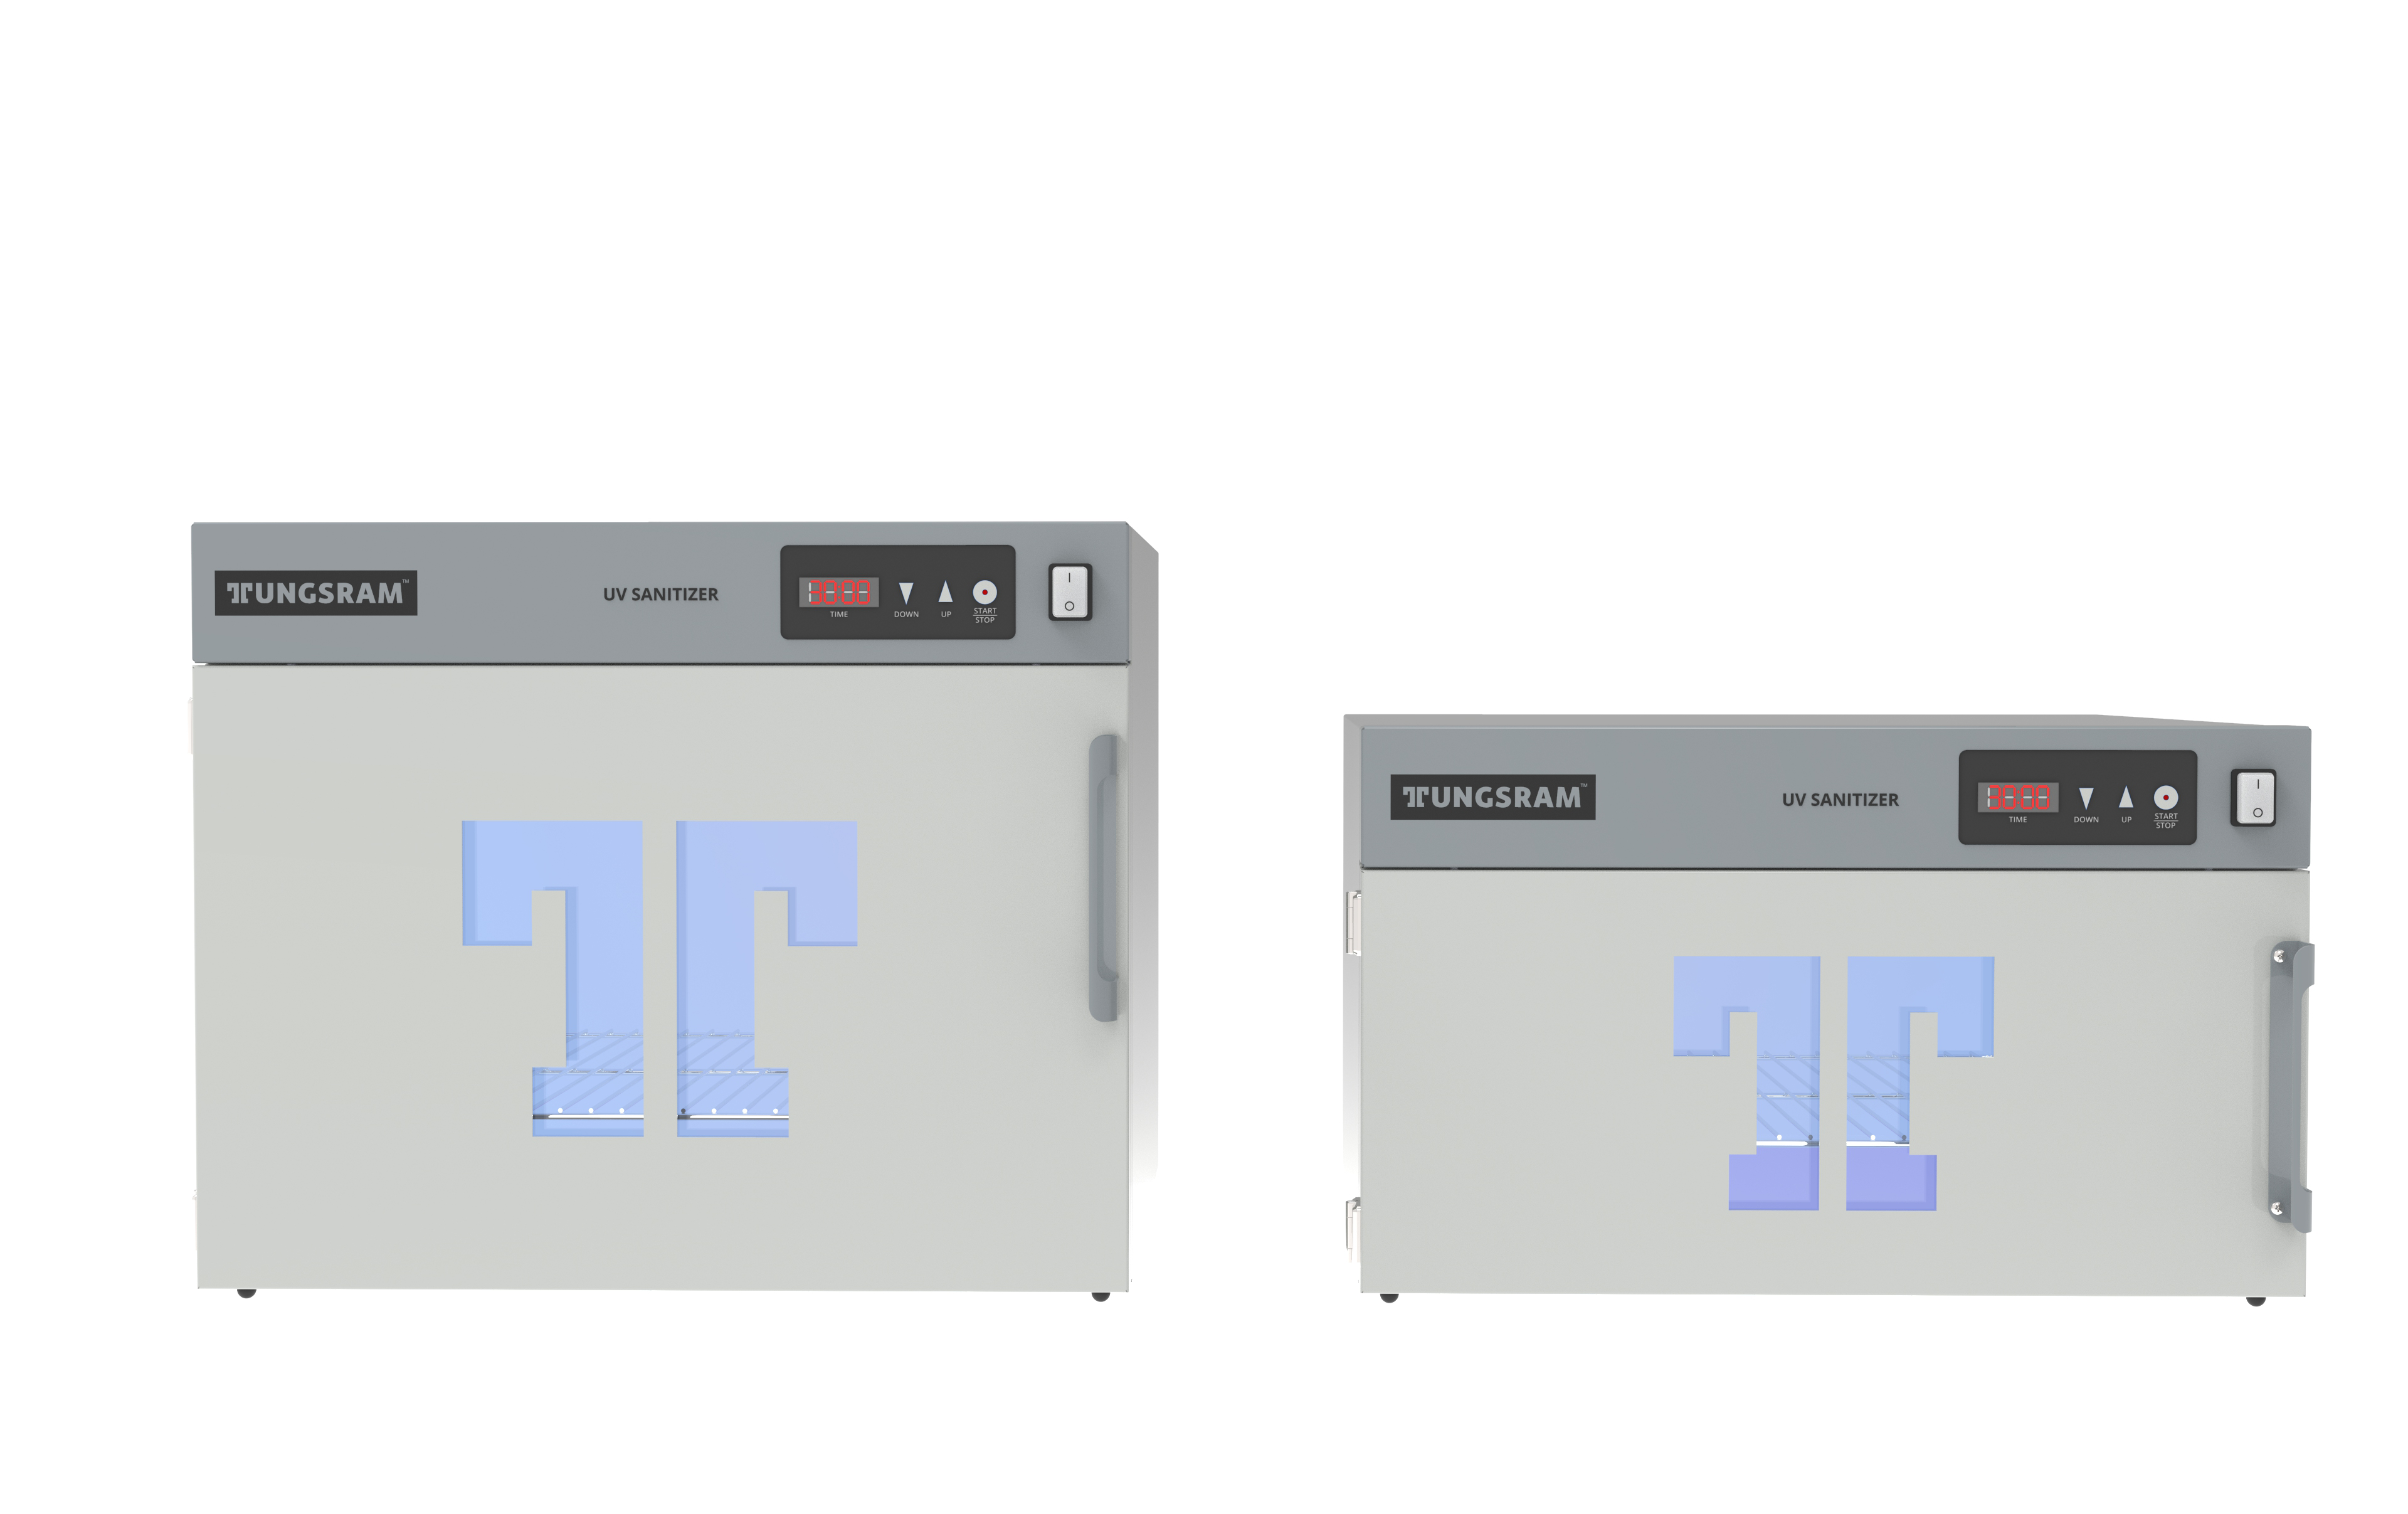 TUNGSRAM™
UV SANITIZER
30:00
TIME
DOWN
UP
START
STOP
I
O
TUNGSRAM™
UV SANITIZER
30:00
TIME
DOWN
UP
START
STOP
I
O